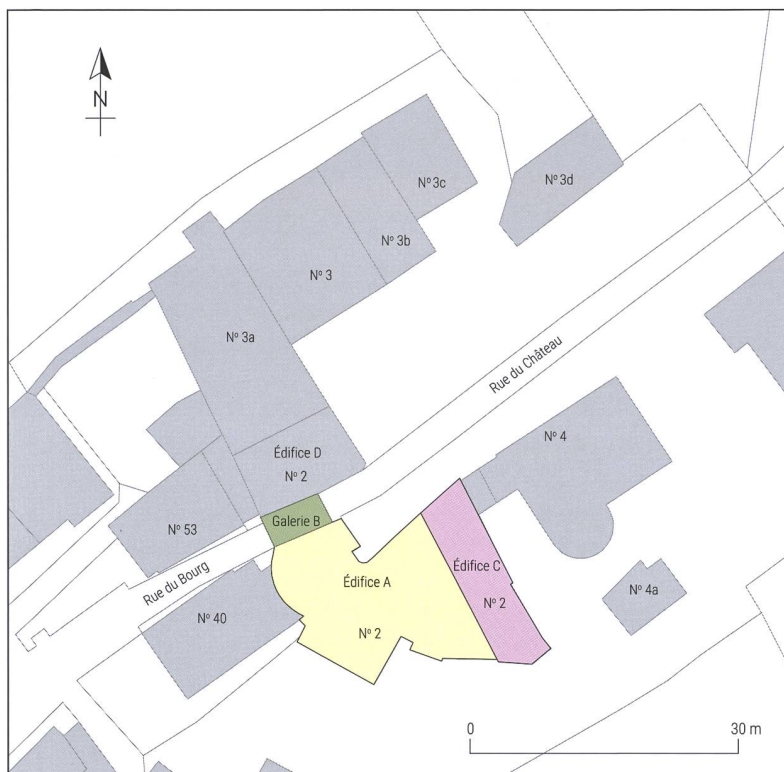 N
Nº 3c
Nº 3d
Nº 3b
Nº 3
Nº 3a
Rue du Château
Nº 4
Édifice D
Nº 2
Galerie B
Nº 53
Édifice C
Nº 2
Rue du Bourg
Édifice A
Nº 2
Nº 4a
Nº 40
0
30 m